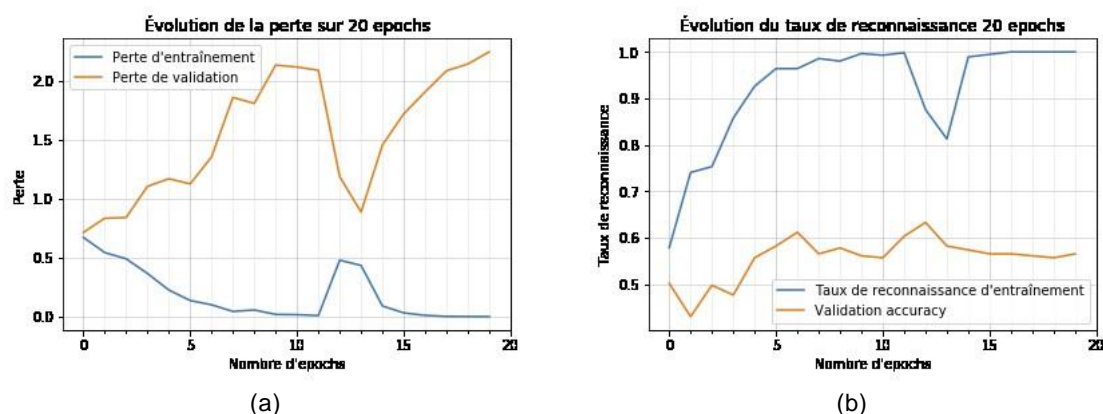 Évolution de la perte sur 20 epochs
Perte d'entraînement
Perte de validation
2.0
1.5
1.0
0.5
0.0
Perte
0 5 10 15 20
Nombre d'epochs
(a)
Évolution du taux de reconnaissance 20 epochs
1.0
0.9
0.8
0.7
0.6
0.5
Taux de reconnaissance
Taux de reconnaissance d'entraînement
Validation accuracy
0 5 10 15 20
Nombre d'epochs
(b)